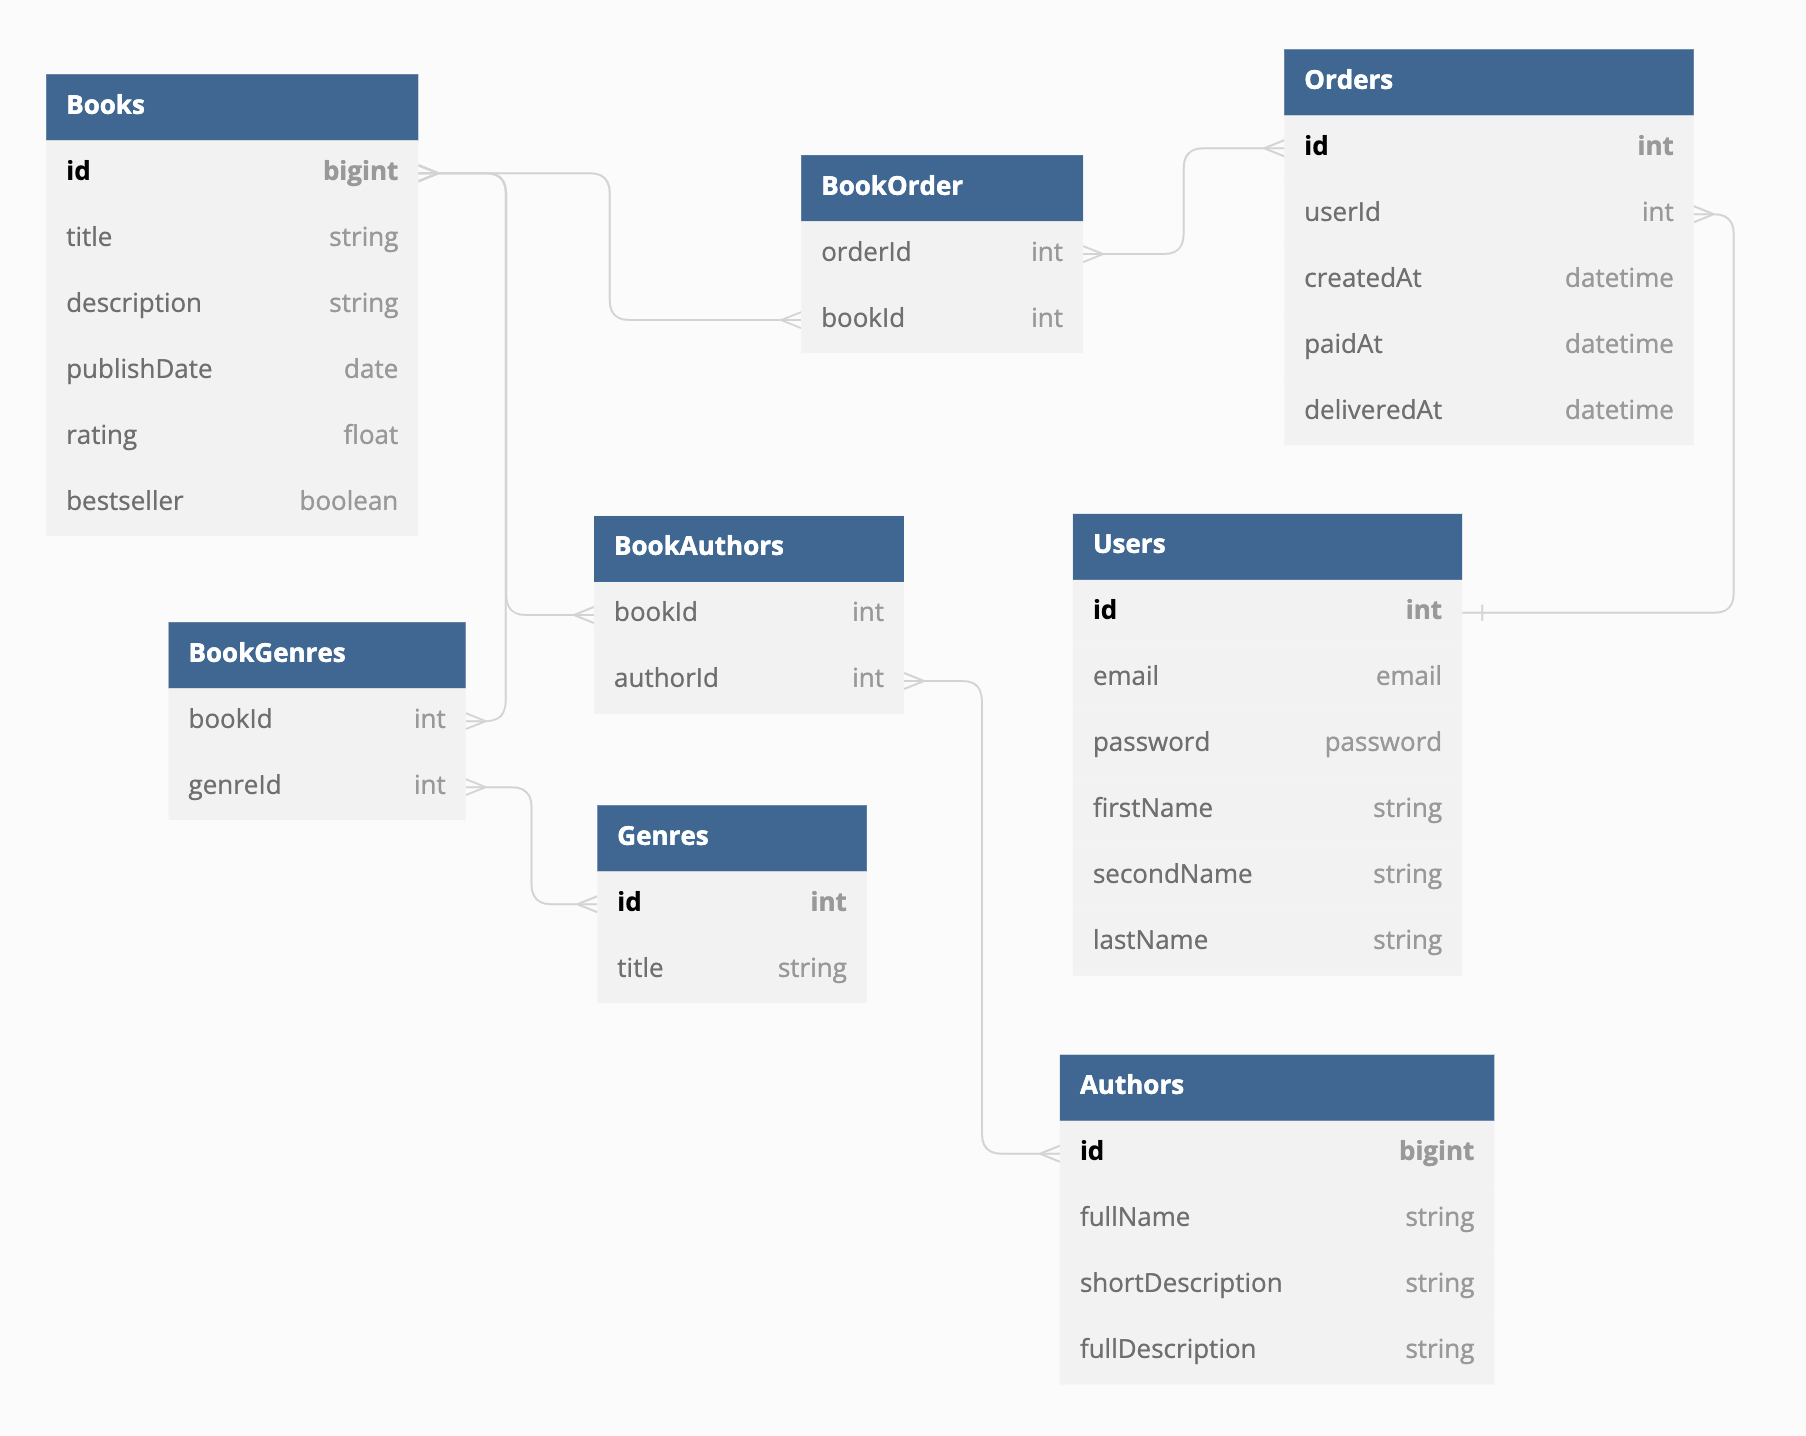 Books
id bigint
title string
description string
publishDate date
rating float
bestseller boolean
BookOrder
orderId int
bookId int
Orders
id int
userId int
createdAt datetime
paidAt datetime
deliveredAt datetime
BookAuthors
bookId int
authorId int
Users
id int
email email
password password
firstName string
secondName string
lastName string
BookGenres
bookId int
genreId int
Genres
id int
title string
Authors
id bigint
fullName string
shortDescription string
fullDescription string